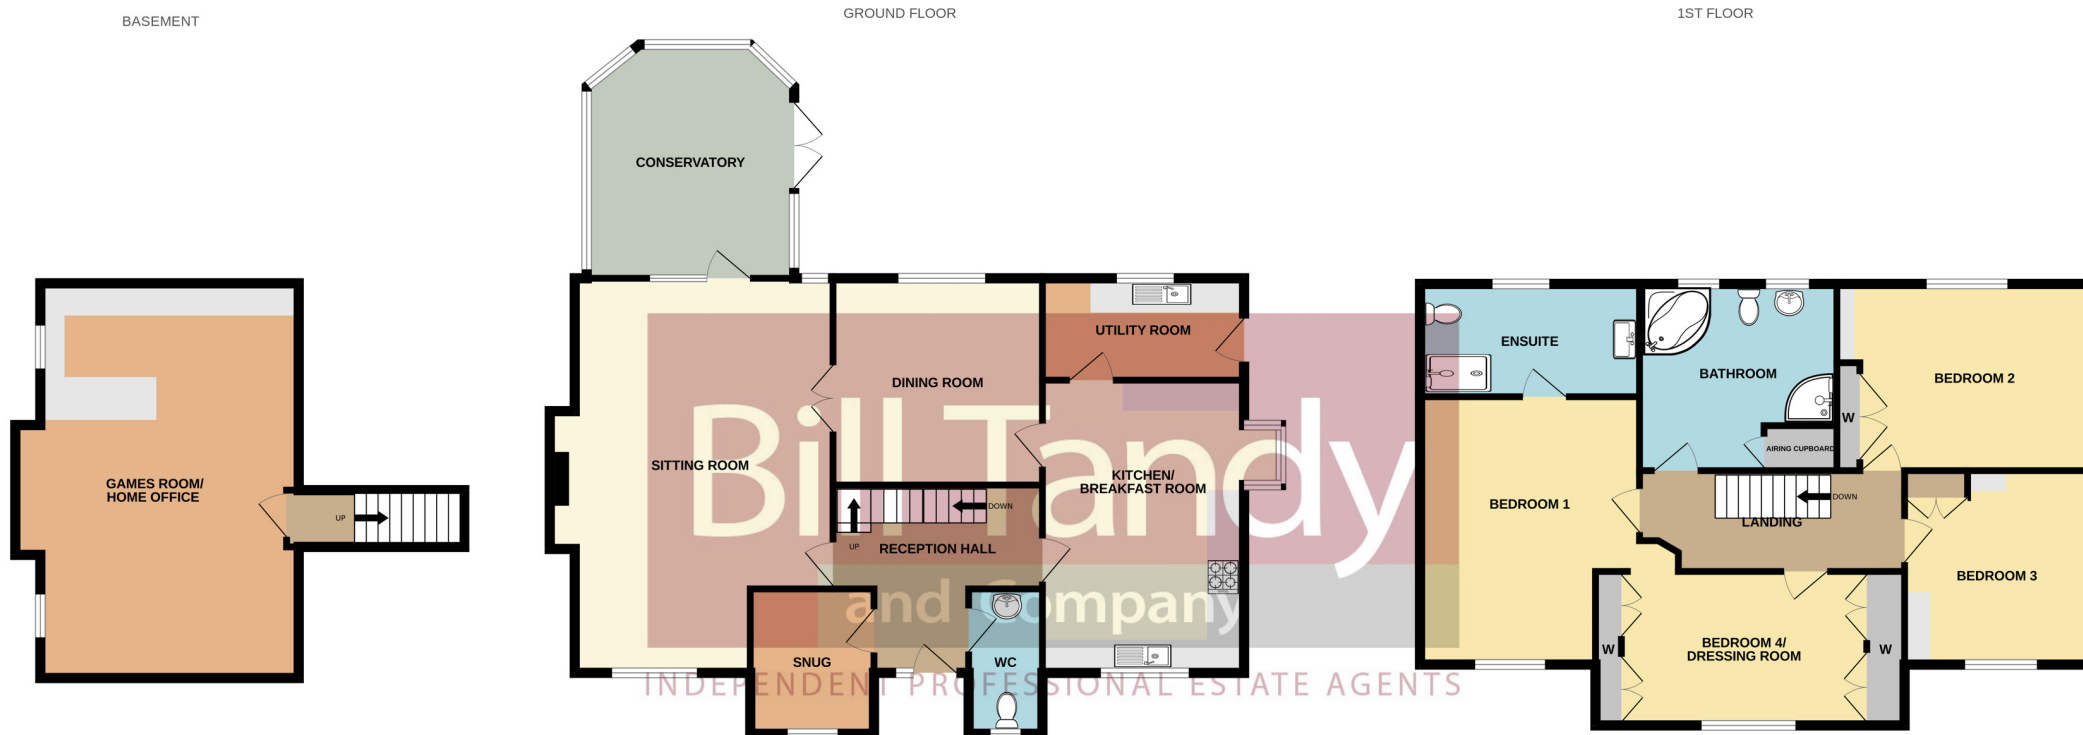 BASEMENT
GAMES ROOM/
HOME OFFICE
UP
GROUND FLOOR
CONSERVATORY
SITTING ROOM
DINING ROOM
UTILITY ROOM
KITCHEN/
BREAKFAST ROOM
DOWN
UP
RECEPTION HALL
SNUG
WC
Bill Tandy
and Company
INDEPENDENT PROFESSIONAL ESTATE AGENTS
1ST FLOOR
ENSUITE
BATHROOM
BEDROOM 2
W
AIRING CUPBOARD
BEDROOM 1
DOWN
LANDING
BEDROOM 3
BEDROOM 4/
DRESSING ROOM
W
W